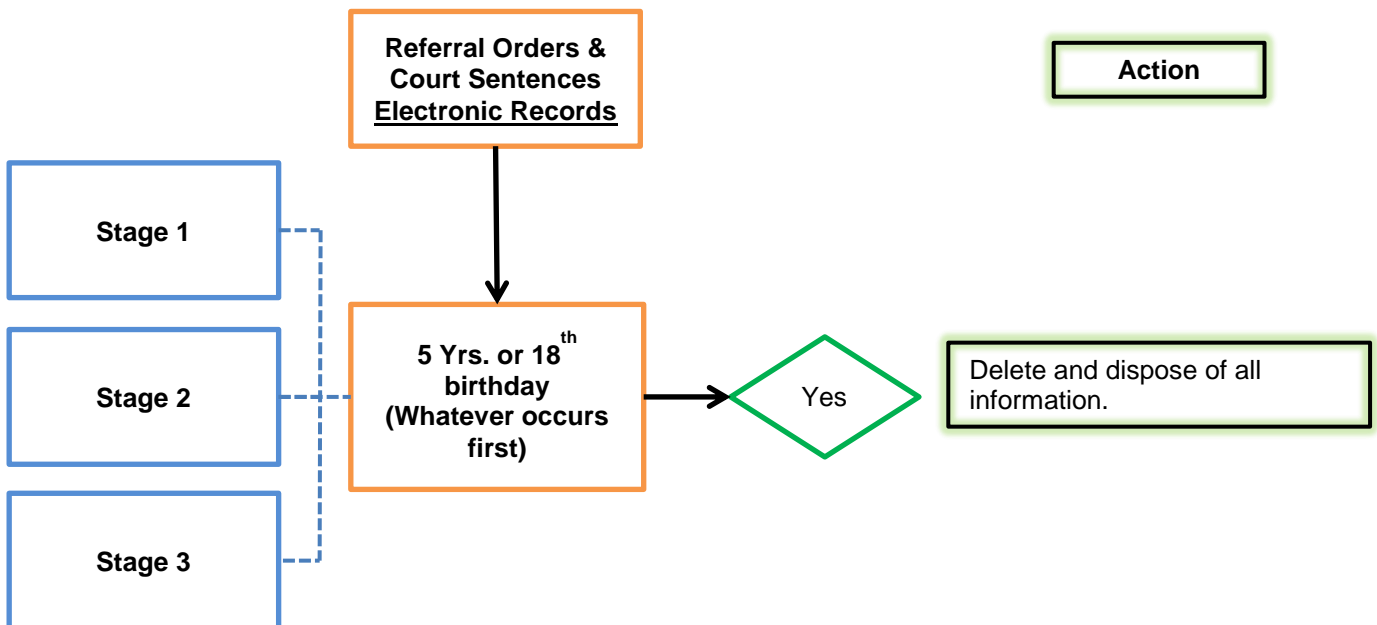 Referral Orders &
Court Sentences
Electronic Records
Action
Stage 1
Stage 2
Stage 3
5 Yrs. or 18th
birthday
(Whatever occurs
first)
Yes
Delete and dispose of all
information.